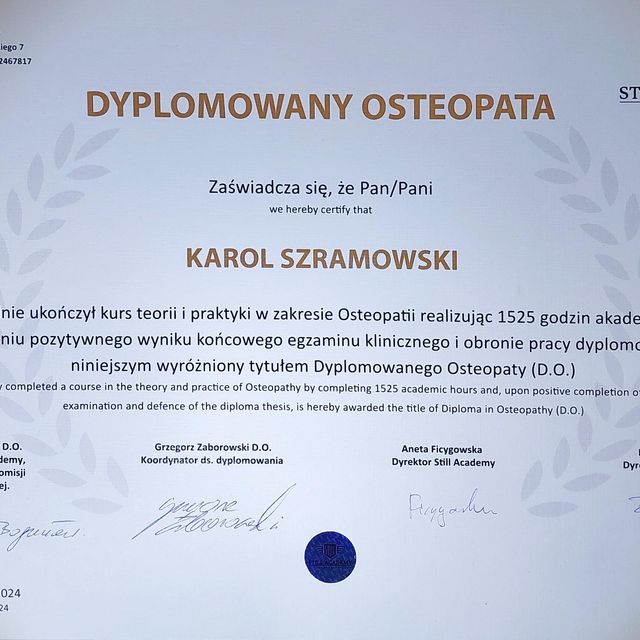 iego 7
2467817
ST
DYPLOMOWANY OSTEOPATA
Zaświadcza się, że Pan/Pani
we hereby certify that
KAROL SZRAMOWSKI
nie ukończył kurs teorii i praktyki w zakresie Osteopatii realizując 1525 godzin akade
niu pozytywnego wyniku końcowego egzaminu klinicznego i obronie pracy dyplomo
niniejszym wyróżniony tytułem Dyplomowanego Osteopaty (D.O.)
y completed a course in the theory and practice of Osteopathy by completing 1525 academic hours and, upon positive completion of
examination and defence of the diploma thesis, is hereby awarded the title of Diploma in Osteopathy (D.O.)
D.O.
demy,
omisji
ej.
Grzegorz Zaborowski D.O.
Koordynator ds. dyplomowania
Aneta Ficygowska
Dyrektor Still Academy
Dyre
024
24